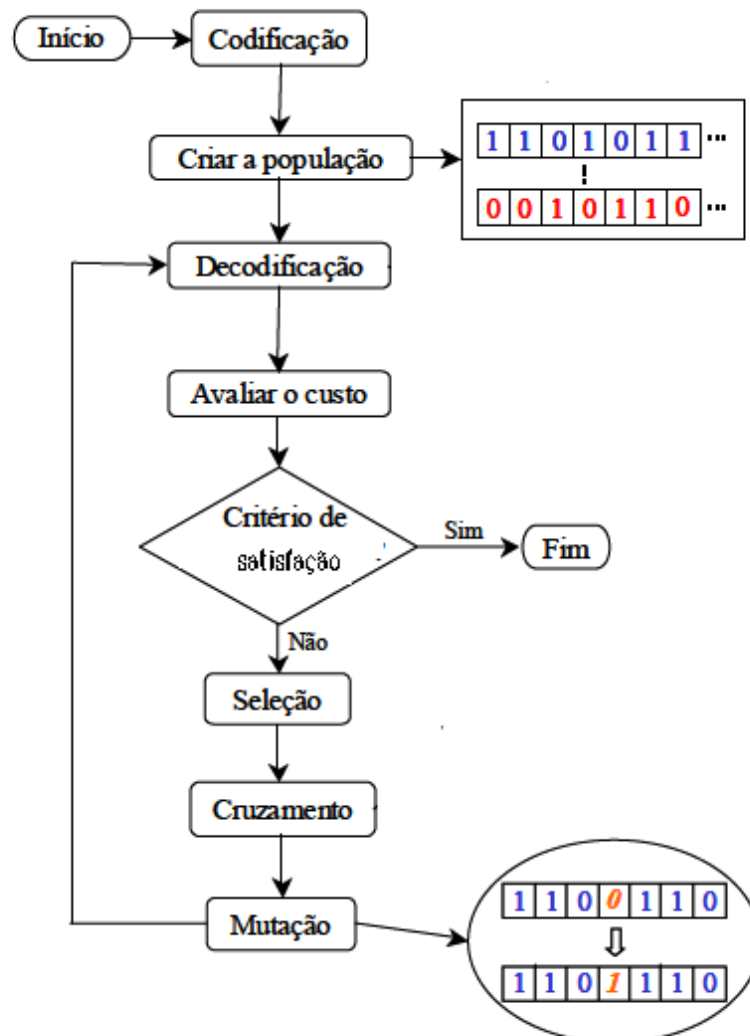 Início
Codificação
Criar a população
1 1 0 1 0 1 1 ...
0 0 1 0 1 1 0 ...
Decodificação
Avaliar o custo
Critério de
satisfação
Sim
Fim
Não
Seleção
Cruzamento
Mutação
1 1 0 0 1 1 0
1 1 0 1 1 1 0